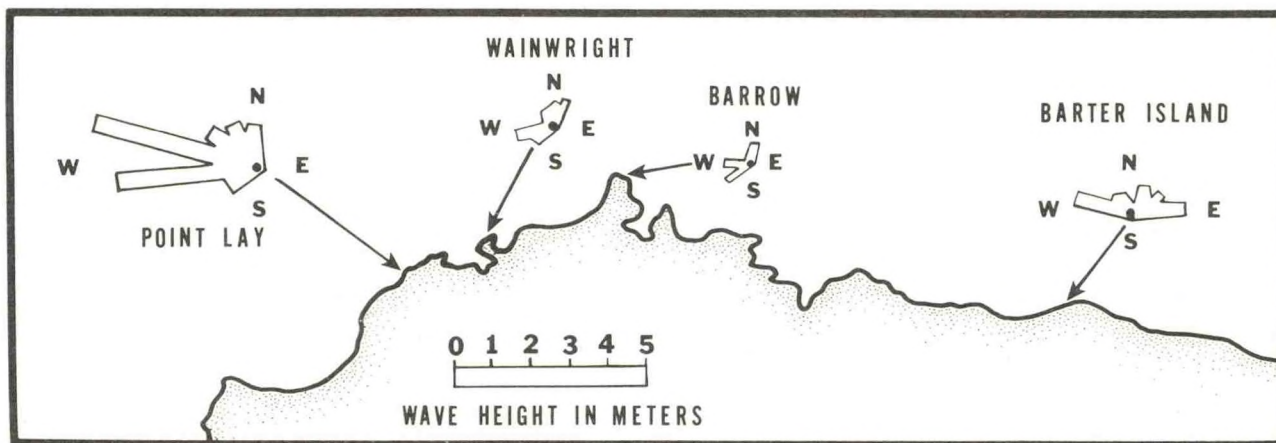 WAINWRIGHT
N
W E
S
BARROW
N
W E
S
BARTER ISLAND
N
W E
S
N
W E
S
POINT LAY
0 1 2 3 4 5
WAVE HEIGHT IN METERS